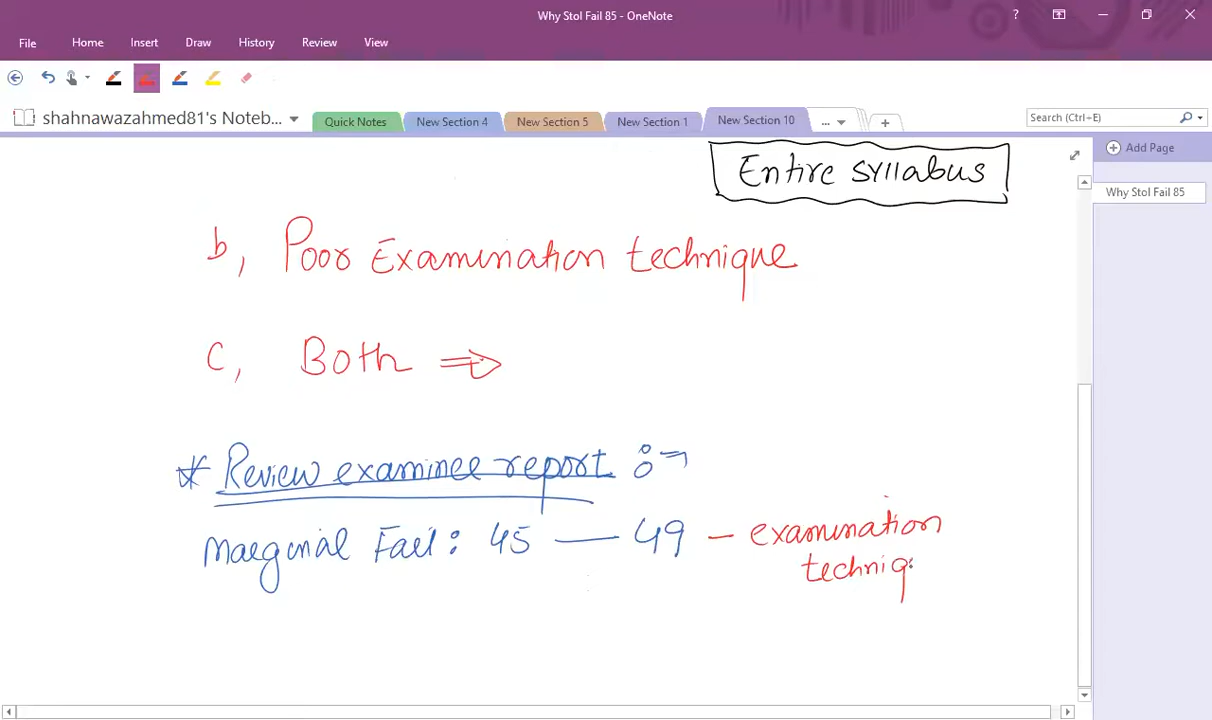 Why Stol Fail 85 - OneNote
?
File Home Insert Draw History Review View
shahnawazahmed81's Noteb... Quick Notes New Section 4 New Section 5 New Section 1 New Section 10 ... Search (Ctrl+E)
Add Page
Why Stol Fail 85
Entire syllabus
b, Poor Examination technique
c, Both ⇒
* Review examinee report :-
Marginal Fail: 45 — 49 - examination
techniq